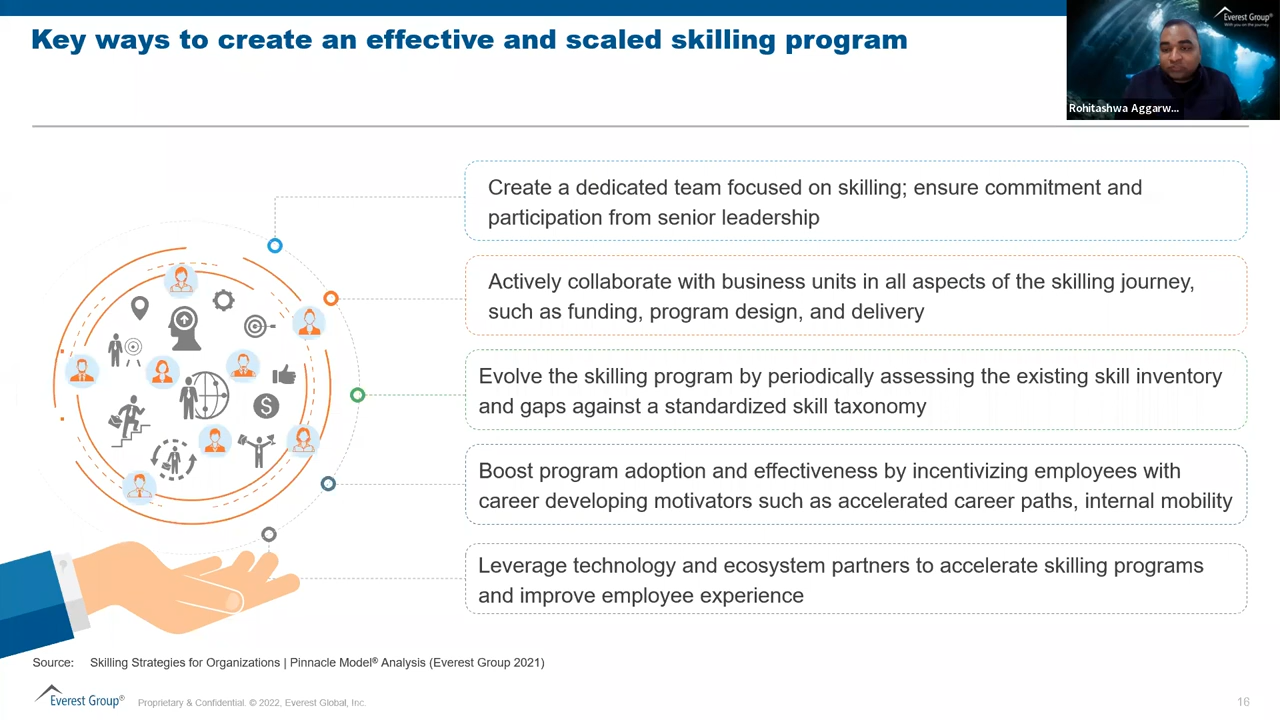 Key ways to create an effective and scaled skilling program
Everest Group®
With you on the journey
Rohitashwa Aggarw...
Create a dedicated team focused on skilling; ensure commitment and
participation from senior leadership
Actively collaborate with business units in all aspects of the skilling journey,
such as funding, program design, and delivery
Evolve the skilling program by periodically assessing the existing skill inventory
and gaps against a standardized skill taxonomy
Boost program adoption and effectiveness by incentivizing employees with
career developing motivators such as accelerated career paths, internal mobility
Leverage technology and ecosystem partners to accelerate skilling programs
and improve employee experience
$
Source: Skilling Strategies for Organizations | Pinnacle Model® Analysis (Everest Group 2021)
Everest Group®
Proprietary & Confidential. © 2022, Everest Global, Inc.
16